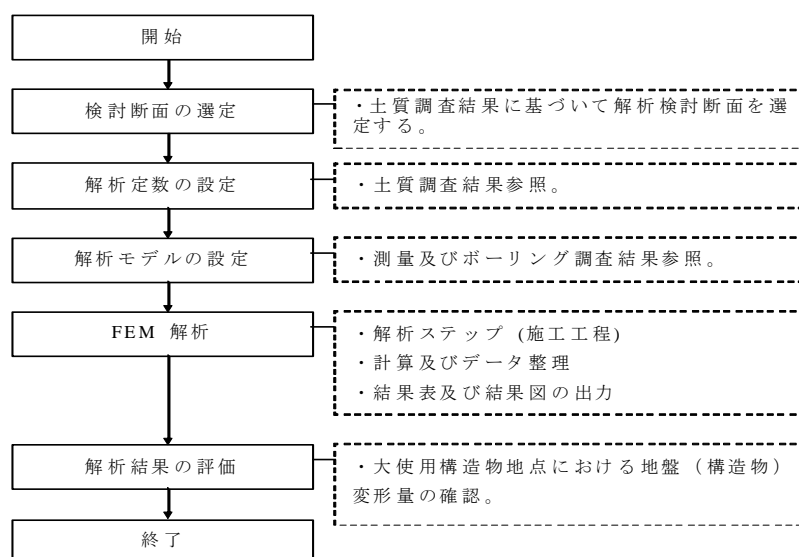 開始
検討断面の選定
・土質調査結果に基づいて解析検討断面を選
定する。
解析定数の設定
・土質調査結果参照。
解析モデルの設定
・測量及びボーリング調査結果参照。
FEM 解析
・解析ステップ (施工工程)
・計算及びデータ整理
・結果表及び結果図の出力
解析結果の評価
・大使用構造物地点における地盤（構造物）
変形量の確認。
終了